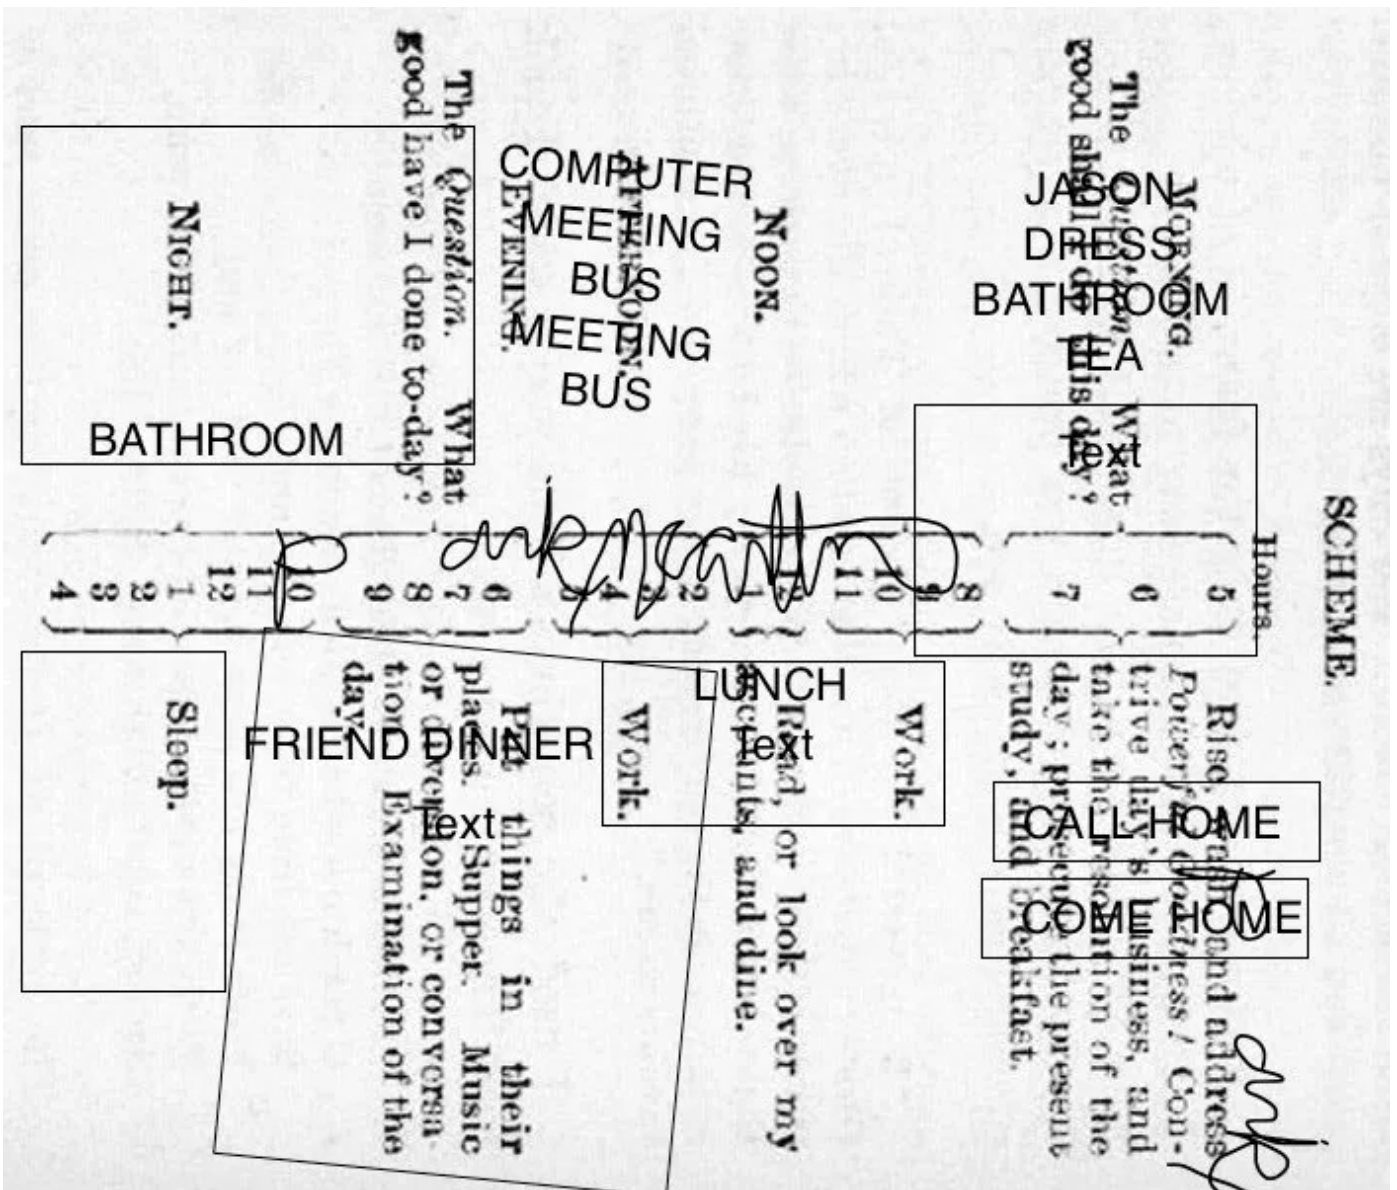 SCHEME.
Hours.
MORNING.
The Question. What
good shall I do this day?
5
6
7
Rise, wash, and address
Powerful Goodness! Con-
trive day's business, and
take the resolution of the
day; prosecute the present
study, and breakfast.
8
9
10
11
Work.
NOON.
12
1
Read, or look over my
accounts, and dine.
AFTERNOON.
2
3
4
5
Work.
EVENING.
The Question. What
good have I done to-day?
6
7
8
9
Put things in their
places. Supper. Music
or diversion, or conversa-
tion. Examination of the
day.
NIGHT.
10
11
12
1
2
3
4
Sleep.
COMPUTER
MEETING
BUS
MEETING
BUS
JASON
DRESS
BATHROOM
TEA
Text
BATHROOM
LUNCH
Text
FRIEND DINNER
Text
CALL HOME
COME HOME